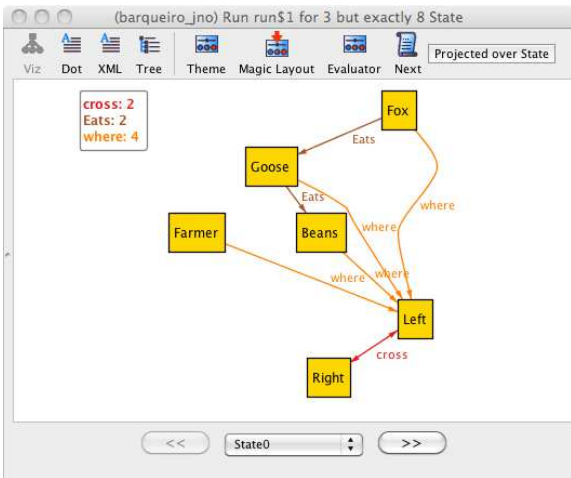 (barqueiro_jno) Run run$1 for 3 but exactly 8 State
Viz Dot XML Tree Theme Magic Layout Evaluator Next
Projected over State
cross: 2
Eats: 2
where: 4
Fox
Eats
Goose
Eats
where
Farmer
Beans
where
where
where
Left
cross
Right
<< State0 >>